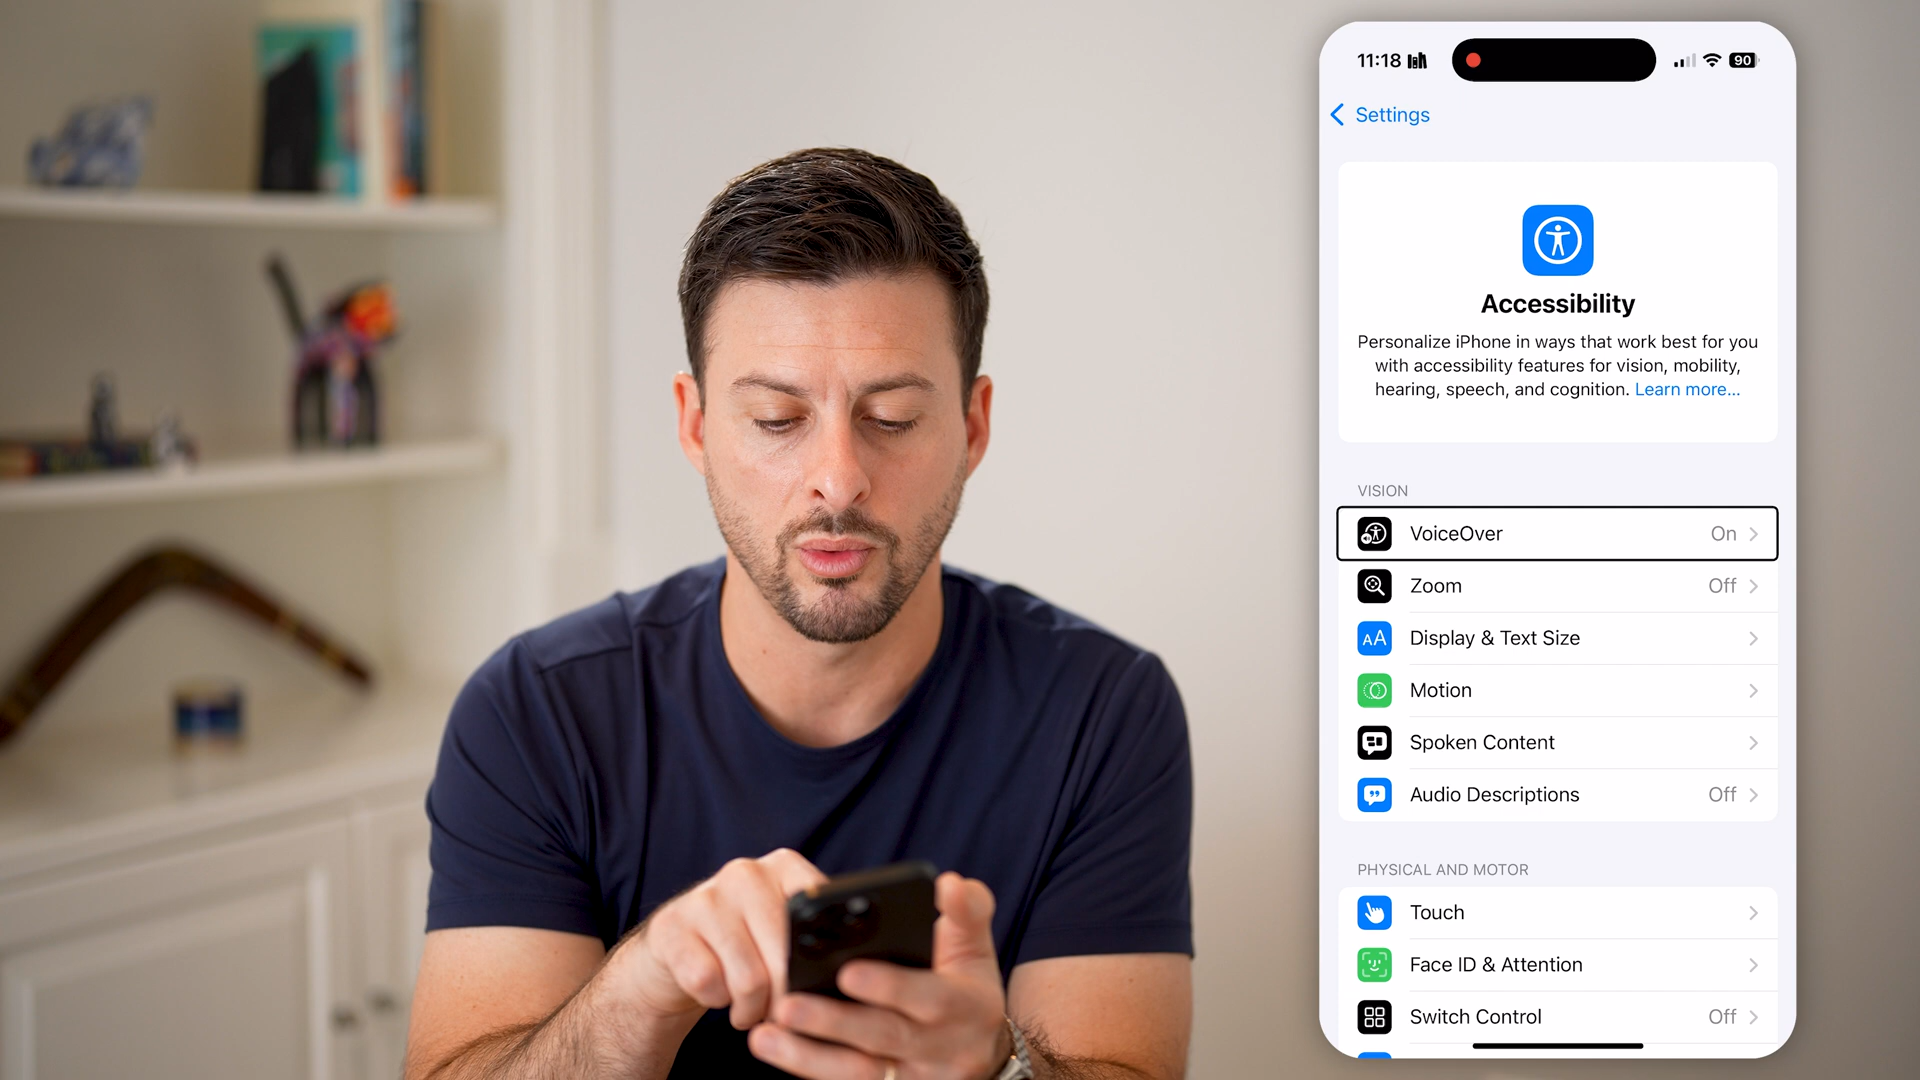 11:18
90
Settings
Accessibility
Personalize iPhone in ways that work best for you
with accessibility features for vision, mobility,
hearing, speech, and cognition. Learn more...
VISION
VoiceOver On
Zoom Off
AA Display & Text Size
Motion
Spoken Content
Audio Descriptions Off
PHYSICAL AND MOTOR
Touch
Face ID & Attention
Switch Control Off